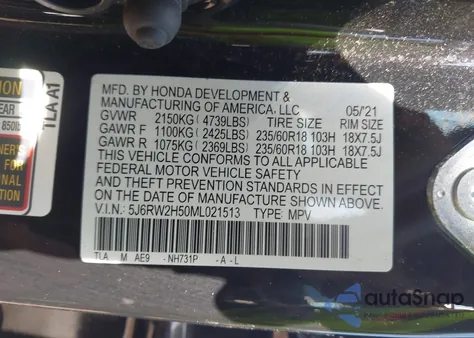 MFD. BY HONDA DEVELOPMENT &
MANUFACTURING OF AMERICA, LLC 05/'21
GVWR 2150KG ( 4739LBS) TIRE SIZE RIM SIZE
GAWR F 1100KG ( 2425LBS) 235/60R18 103H 18X7.5J
GAWR R 1075KG ( 2369LBS) 235/60R18 103H 18X7.5J
THIS VEHICLE CONFORMS TO ALL APPLICABLE
FEDERAL MOTOR VEHICLE SAFETY
AND THEFT PREVENTION STANDARDS IN EFFECT
ON THE DATE OF MANUFACTURE SHOWN ABOVE.
V.I.N.: 5J6RW2H50ML021513 TYPE: MPV
TLA M AE9 -NH731P -A-L
TLA A1
EAR
850lb
autoSnap